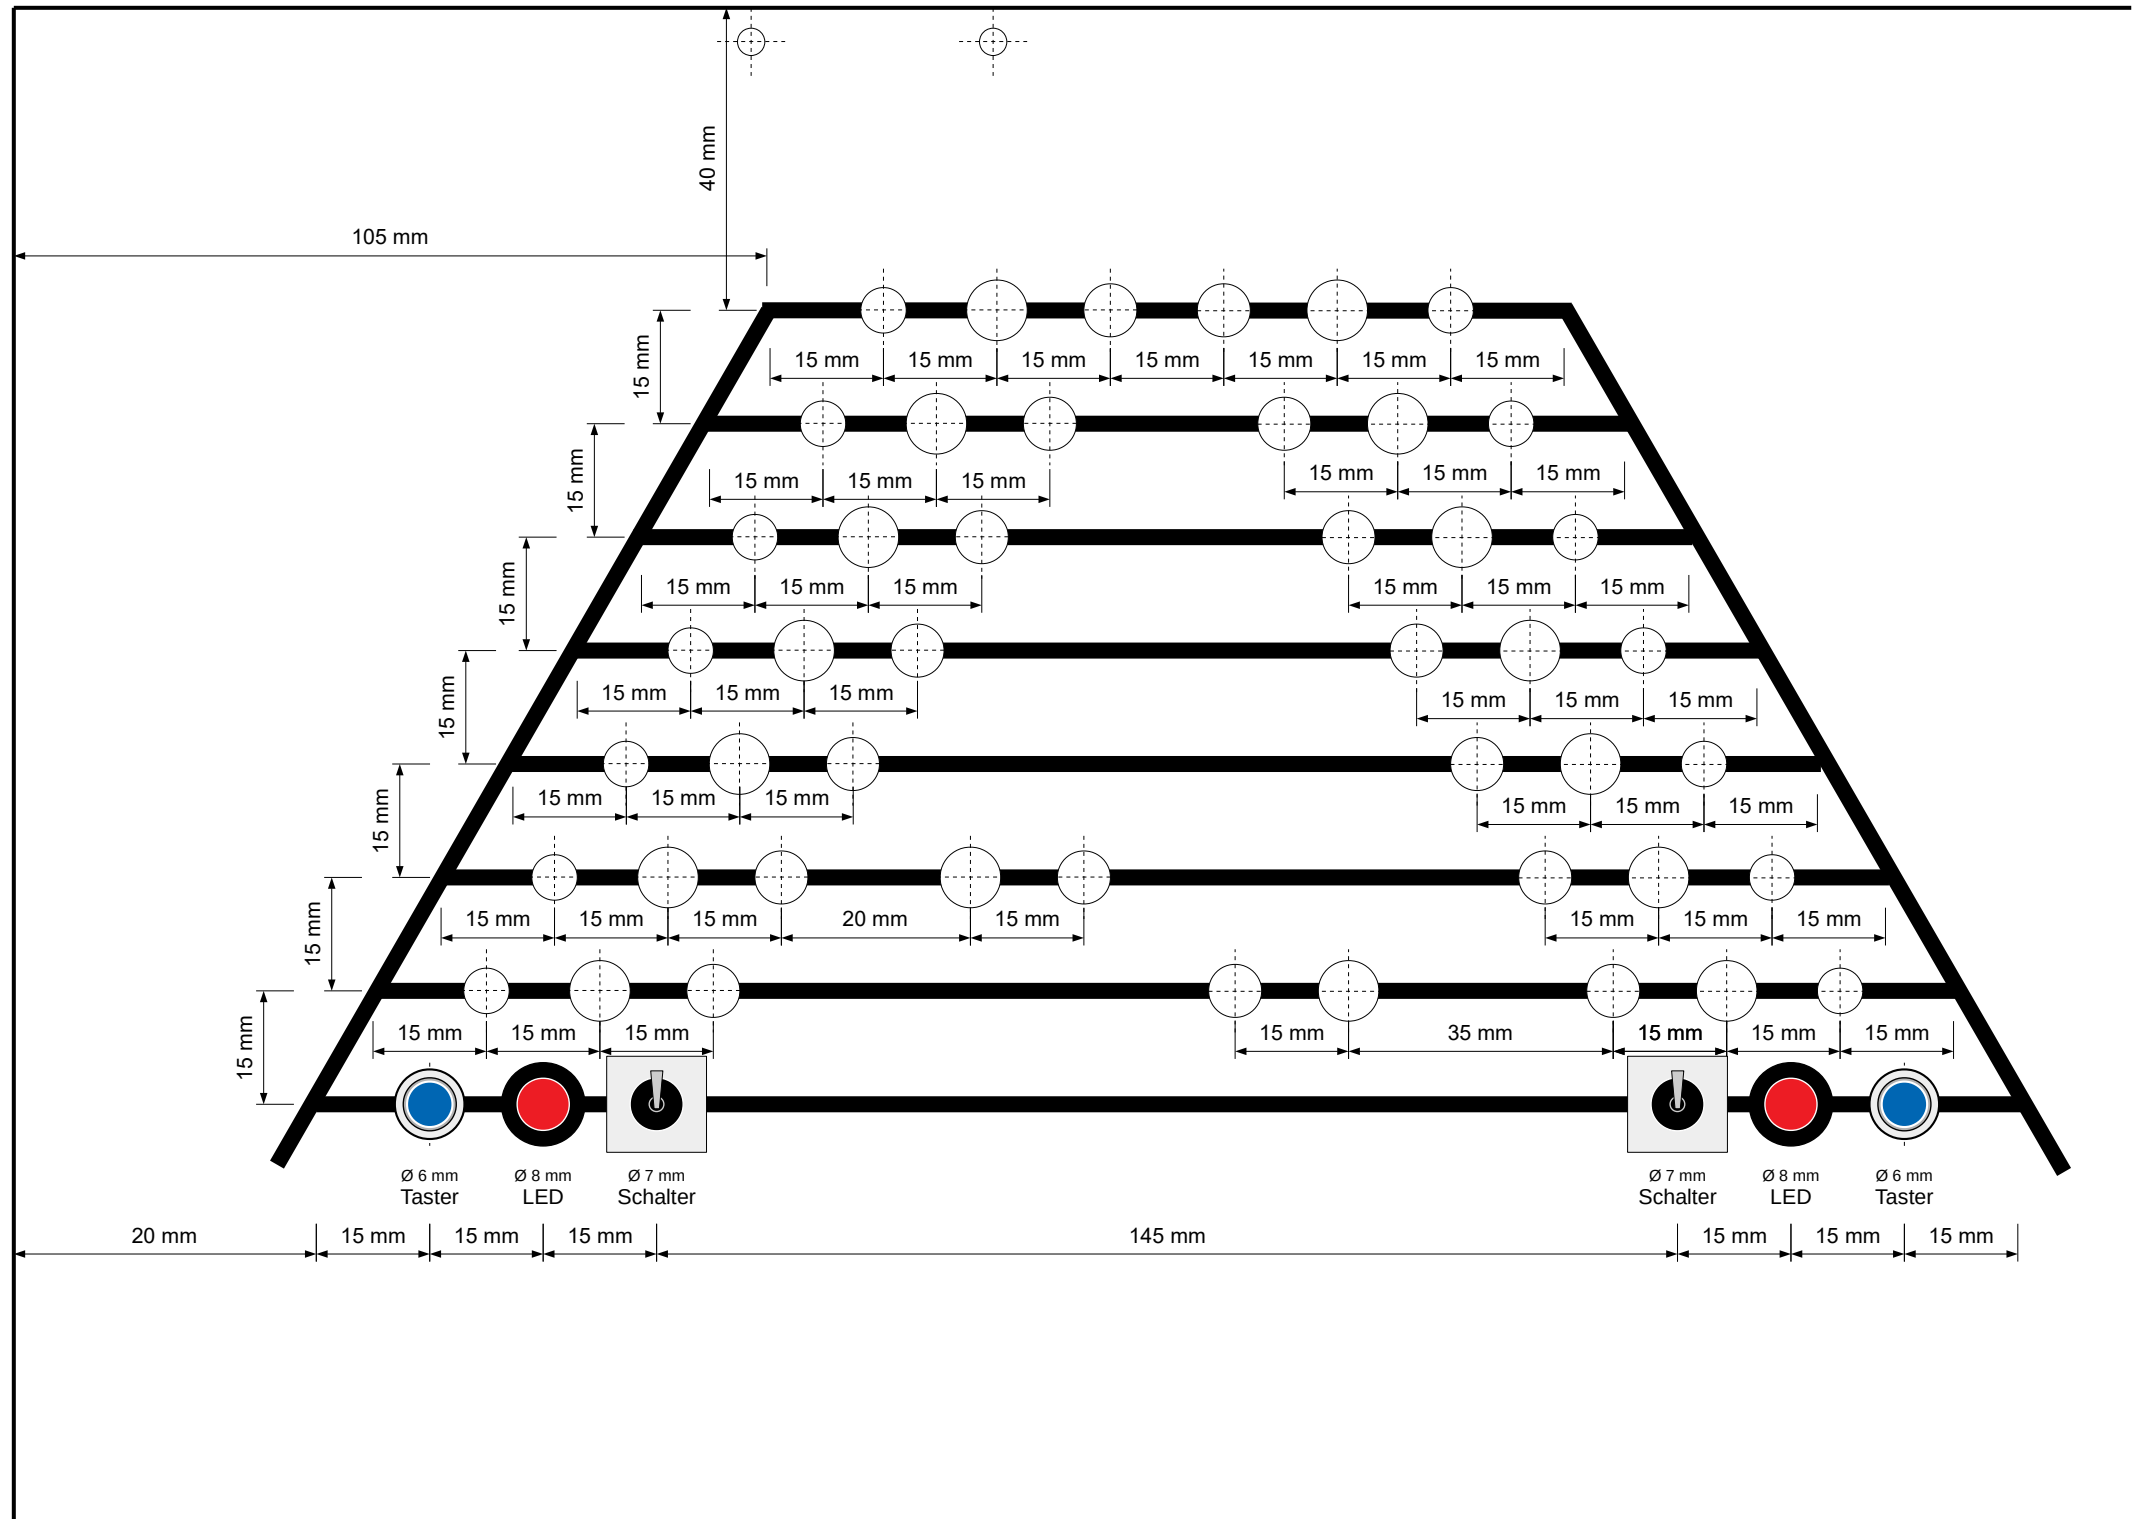 40 mm
105 mm
15 mm
15 mm 15 mm 15 mm 15 mm 15 mm 15 mm 15 mm
15 mm
15 mm 15 mm 15 mm 15 mm 15 mm 15 mm
15 mm
15 mm 15 mm 15 mm 15 mm 15 mm 15 mm
15 mm
15 mm 15 mm 15 mm 15 mm 15 mm 15 mm
15 mm
15 mm 15 mm 15 mm 15 mm 15 mm 15 mm
15 mm
15 mm 15 mm 15 mm 20 mm 15 mm 15 mm 15 mm 15 mm
15 mm
15 mm 15 mm 15 mm 15 mm 35 mm 15 mm 15 mm 15 mm
Ø 6 mm Ø 8 mm Ø 7 mm Ø 7 mm Ø 8 mm Ø 6 mm
Taster LED Schalter Schalter LED Taster
20 mm 15 mm 15 mm 15 mm 145 mm 15 mm 15 mm 15 mm